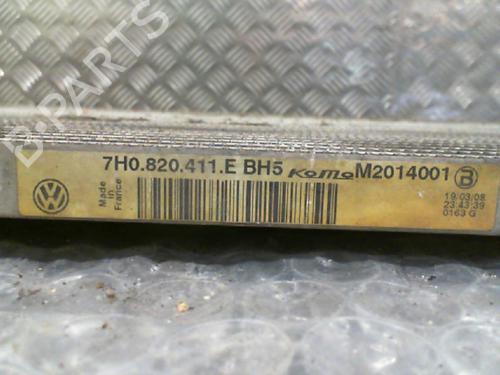 B-PARTS
7H0.820.411.E BH5 Komo M2014001 B
Made in France
19/03/08
23:43:39
0163 G